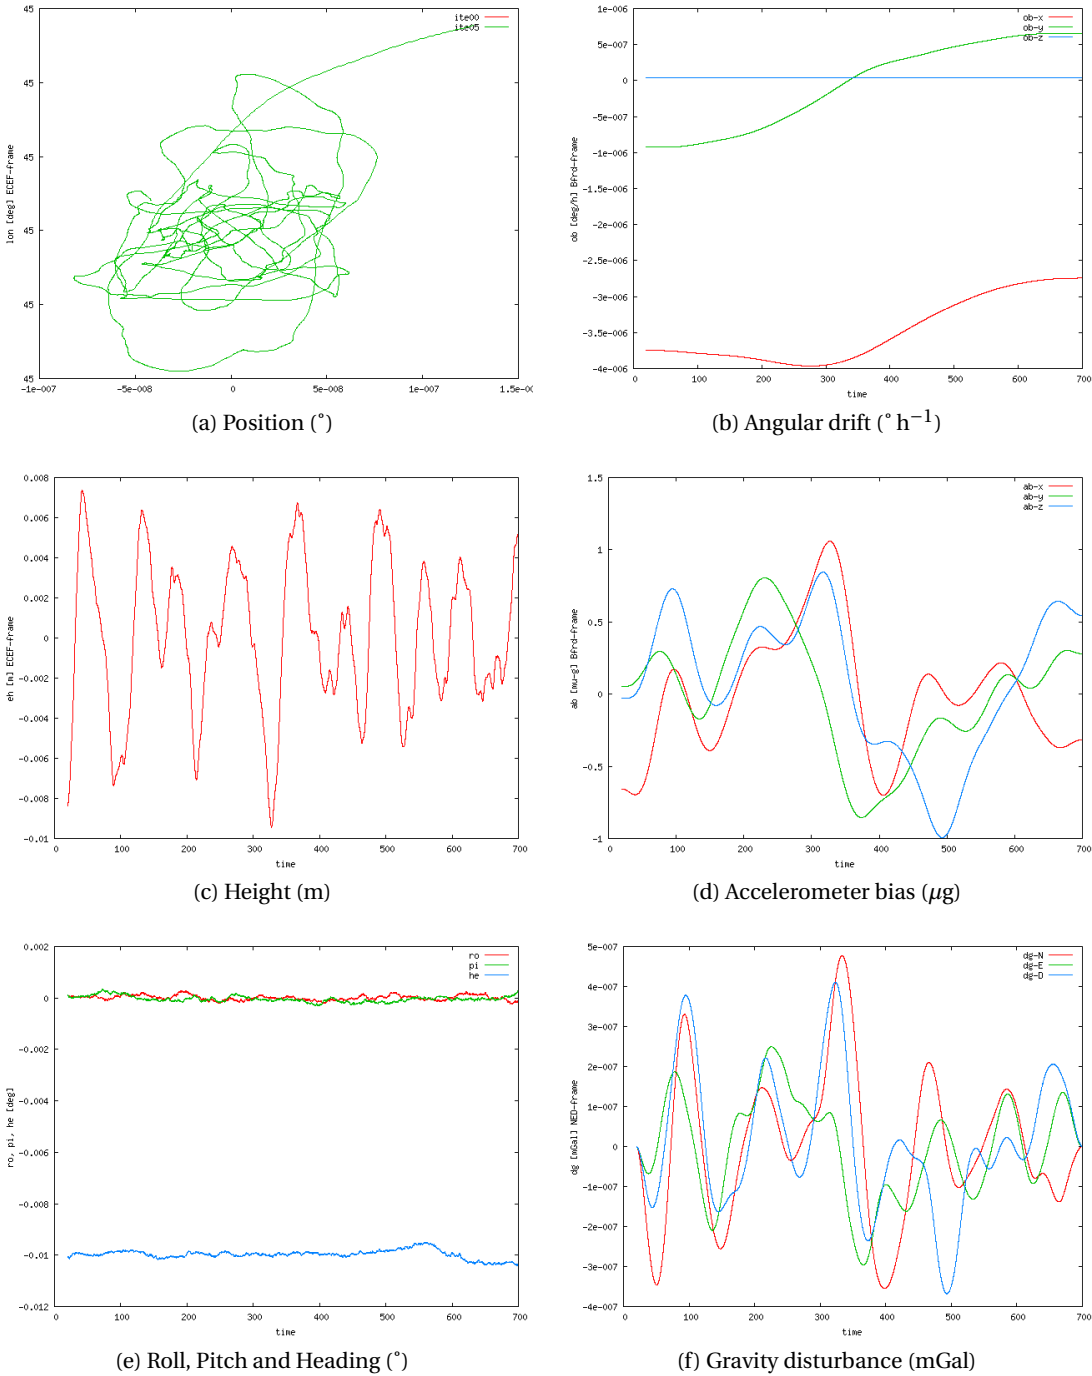 45
45
45
45
45
45
lon [deg] ECEF-frame
ite00
ite05
-1e-007
-5e-008
0
5e-008
1e-007
(a) Position (°)
1e-006
5e-007
0
-5e-007
-1e-006
-1.5e-006
-2e-006
-2.5e-006
-3e-006
-3.5e-006
-4e-006
ob [deg/h] Bfrd-frame
ob-x
ob-y
ob-z
0 100 200 300 400 500 600 700
time
(b) Angular drift (° h−1)
0.008
0.006
0.004
0.002
0
-0.002
-0.004
-0.006
-0.008
-0.01
eh [m] ECEF-frame
0 100 200 300 400 500 600 700
time
(c) Height (m)
1.5
1
0.5
0
-0.5
-1
ab [mu-g] Bfrd-frame
ab-x
ab-y
ab-z
0 100 200 300 400 500 600 700
time
(d) Accelerometer bias (μg)
0.002
0
-0.002
-0.004
-0.006
-0.008
-0.01
-0.012
ro, pi, he [deg]
ro
pi
he
0 100 200 300 400 500 600 700
time
(e) Roll, Pitch and Heading (°)
5e-007
4e-007
3e-007
2e-007
1e-007
0
-1e-007
-2e-007
-3e-007
-4e-007
dg [mGal] NED-frame
dg-N
dg-E
dg-D
0 100 200 300 400 500 600 700
time
(f) Gravity disturbance (mGal)